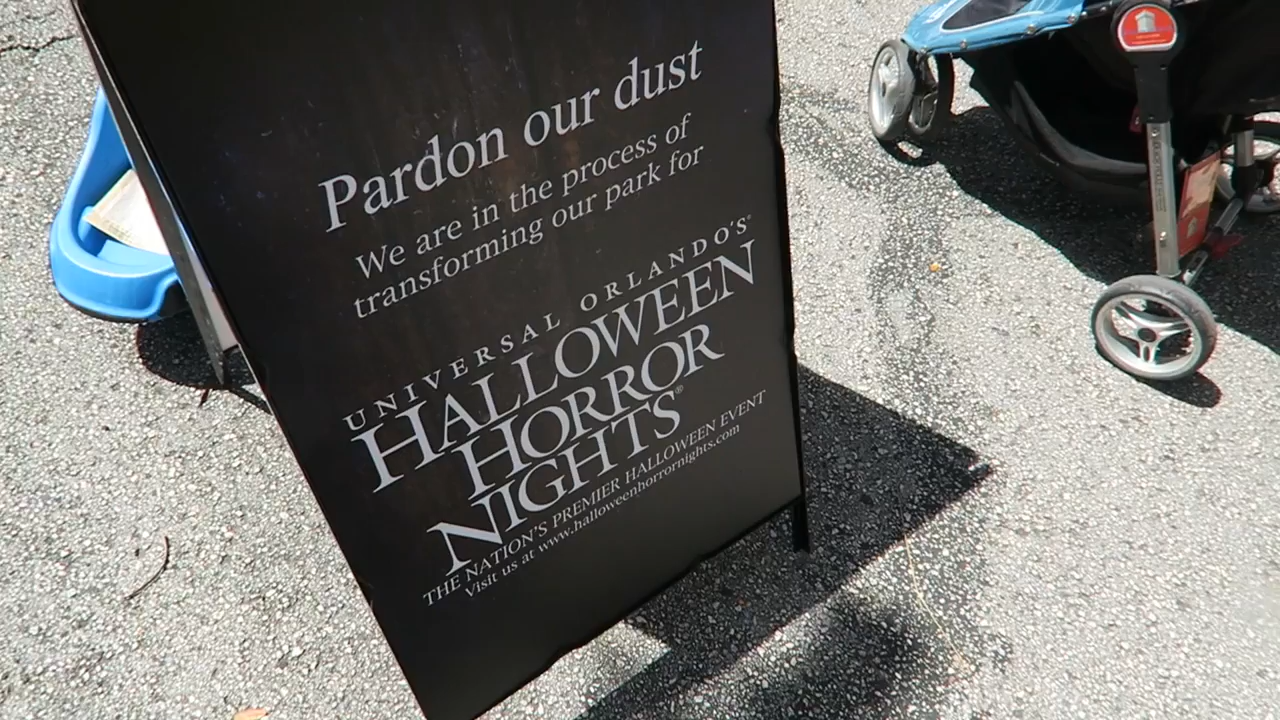 Pardon our dust
We are in the process of
transforming our park for
UNIVERSAL ORLANDO'S®
HALLOWEEN
HORROR
NIGHTS®
THE NATION'S PREMIER HALLOWEEN EVENT
Visit us at www.halloweenhorrornights.com